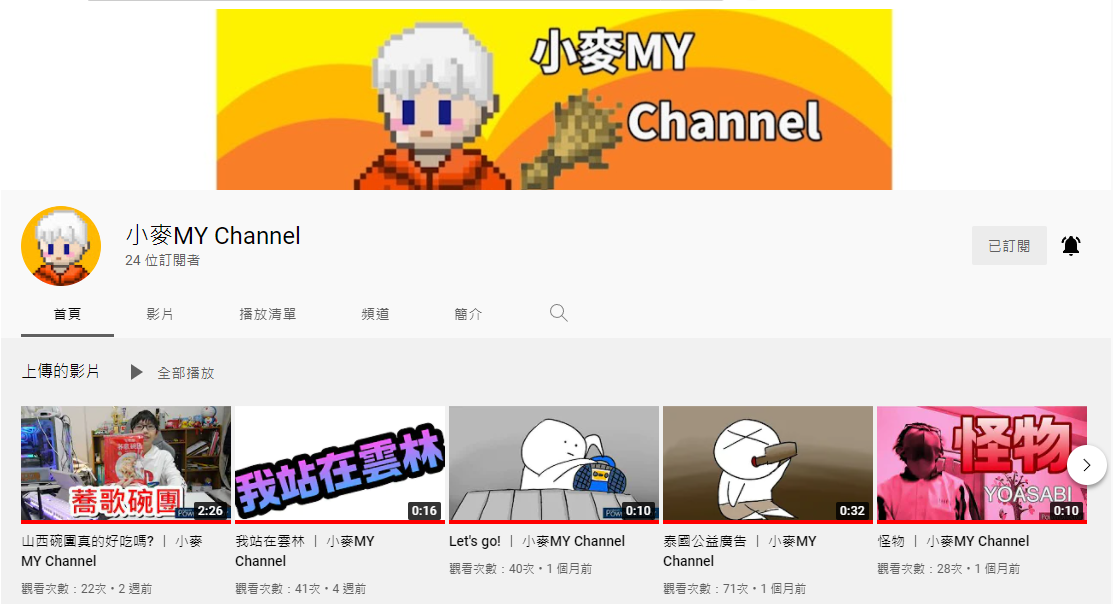 小麥MY
Channel
小麥MY Channel
24 位訂閱者
已訂閱
首頁
影片
播放清單
頻道
簡介
上傳的影片
全部播放
蕎歌碗團
2:26
我站在雲林
0:16
0:10
0:32
怪物
YOASABI
0:10
山西碗團真的好吃嗎? ｜ 小麥
MY Channel
觀看次數：22次・2 週前
我站在雲林 ｜ 小麥MY
Channel
觀看次數：41次・4 週前
Let's go! ｜ 小麥MY Channel
觀看次數：40次・1 個月前
泰國公益廣告 ｜ 小麥MY
Channel
觀看次數：71次・1 個月前
怪物 ｜ 小麥MY Channel
觀看次數：28次・1 個月前